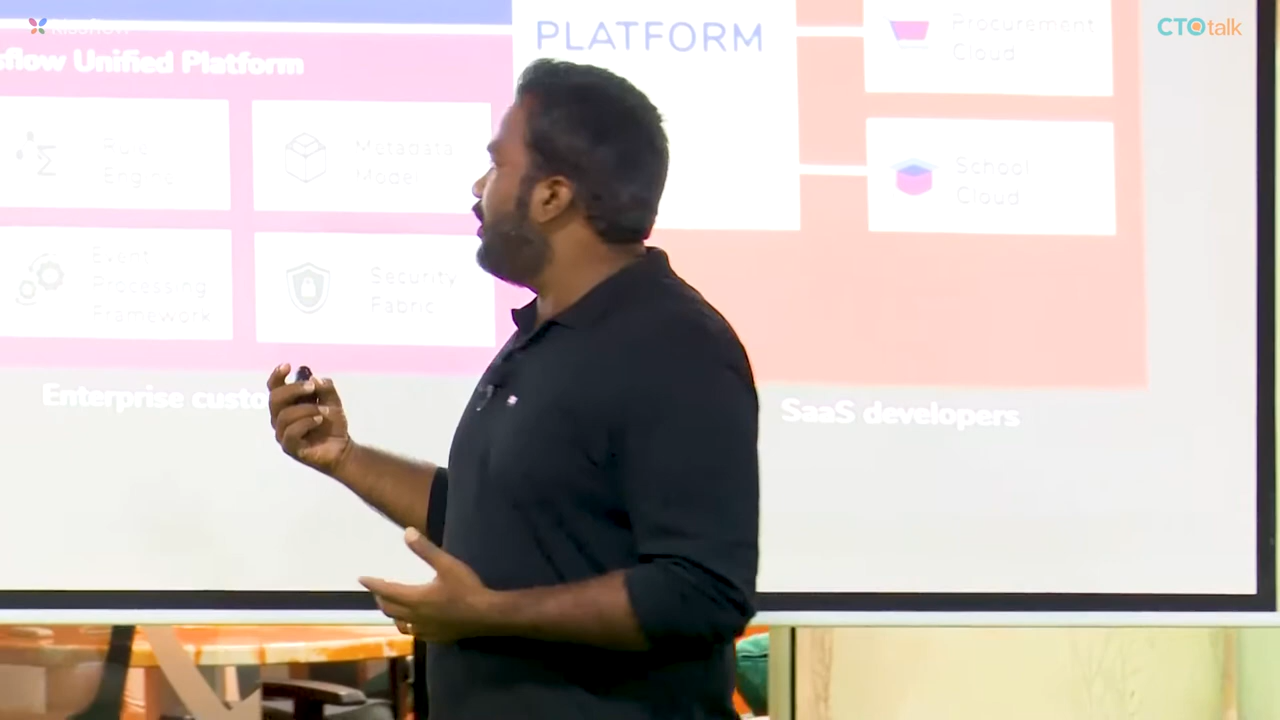 kissflow
CTOtalk
sflow Unified Platform
Rule
Engine
Metadata
Model
Event
Processing
Framework
Security
Fabric
Enterprise custo
PLATFORM
Procurement
Cloud
School
Cloud
SaaS developers